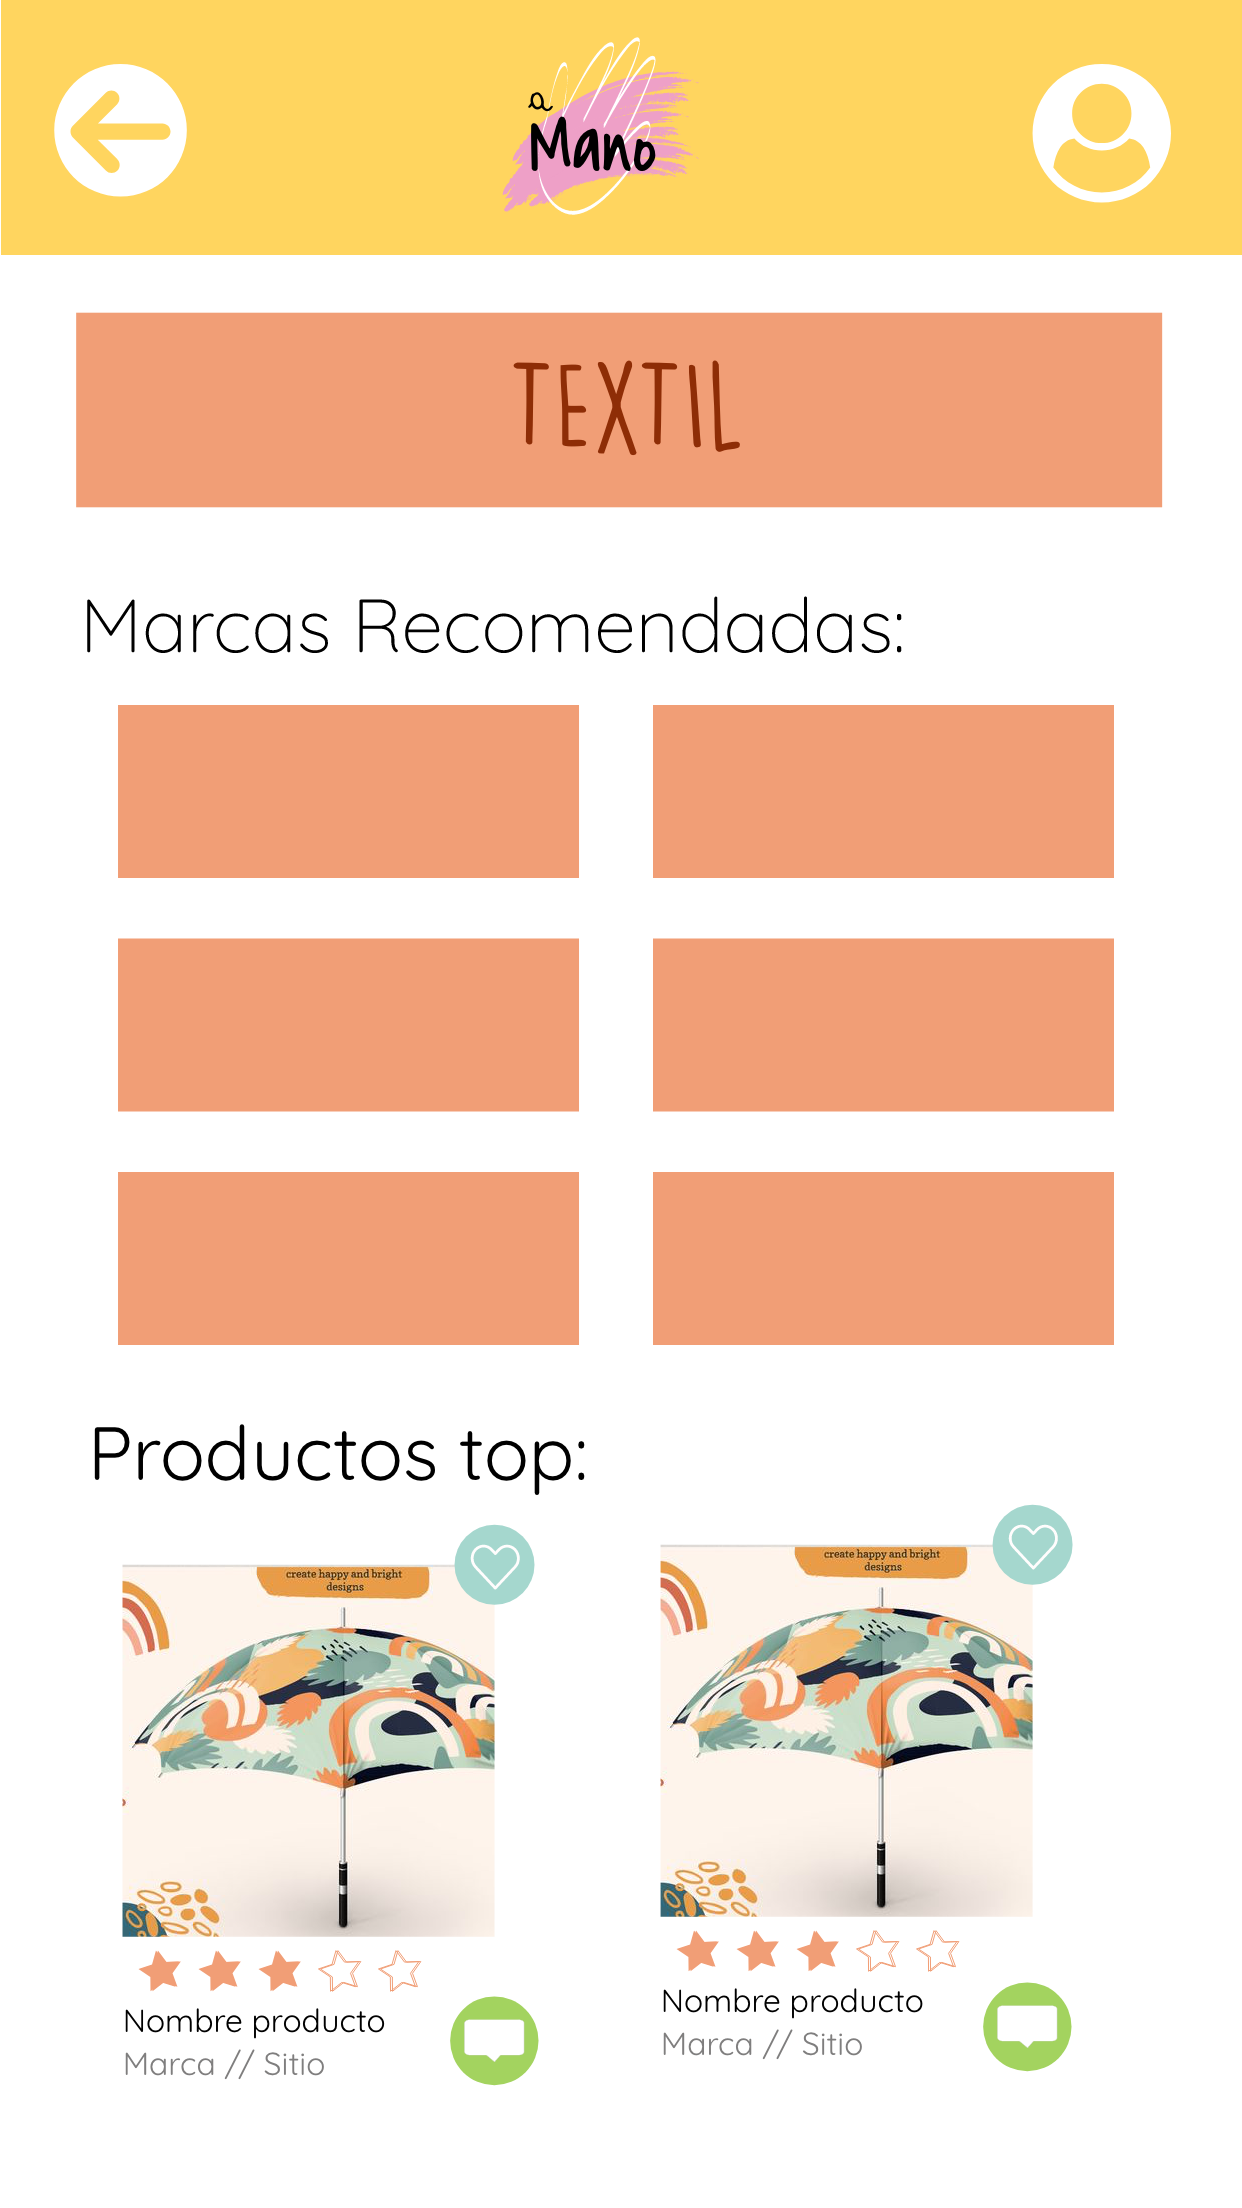 a
Mano
TEXTIL
Marcas Recomendadas:
Productos top:
create happy and bright
designs
create happy and bright
designs
Nombre producto
Marca // Sitio
Nombre producto
Marca // Sitio